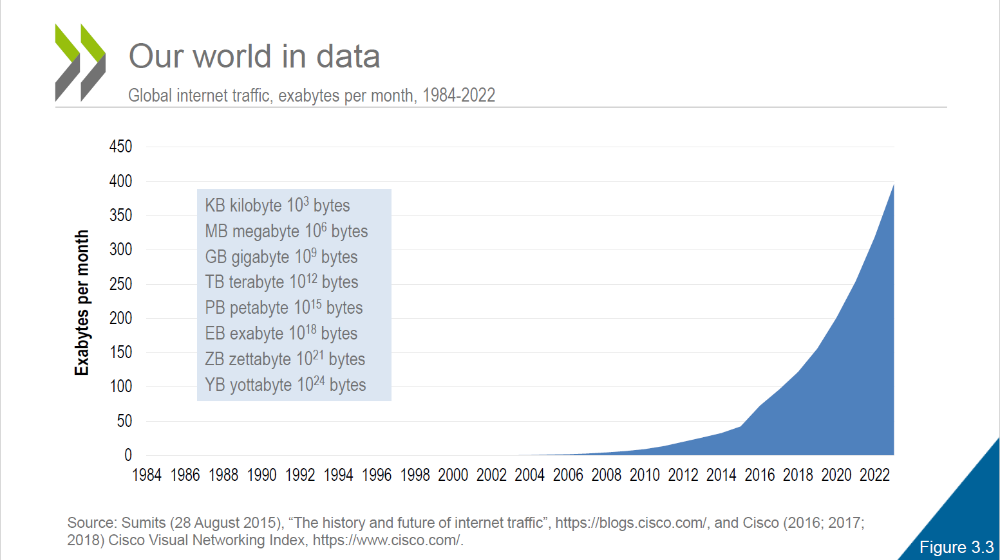 Our world in data
Global internet traffic, exabytes per month, 1984-2022
450
400
350
300
250
200
150
100
50
0
Exabytes per month
KB kilobyte 10³ bytes
MB megabyte 10⁶ bytes
GB gigabyte 10⁹ bytes
TB terabyte 10¹² bytes
PB petabyte 10¹⁵ bytes
EB exabyte 10¹⁸ bytes
ZB zettabyte 10²¹ bytes
YB yottabyte 10²⁴ bytes
1984 1986 1988 1990 1992 1994 1996 1998 2000 2002 2004 2006 2008 2010 2012 2014 2016 2018 2020 2022
Source: Sumits (28 August 2015), “The history and future of internet traffic”, https://blogs.cisco.com/, and Cisco (2016; 2017;
2018) Cisco Visual Networking Index, https://www.cisco.com/.
Figure 3.3